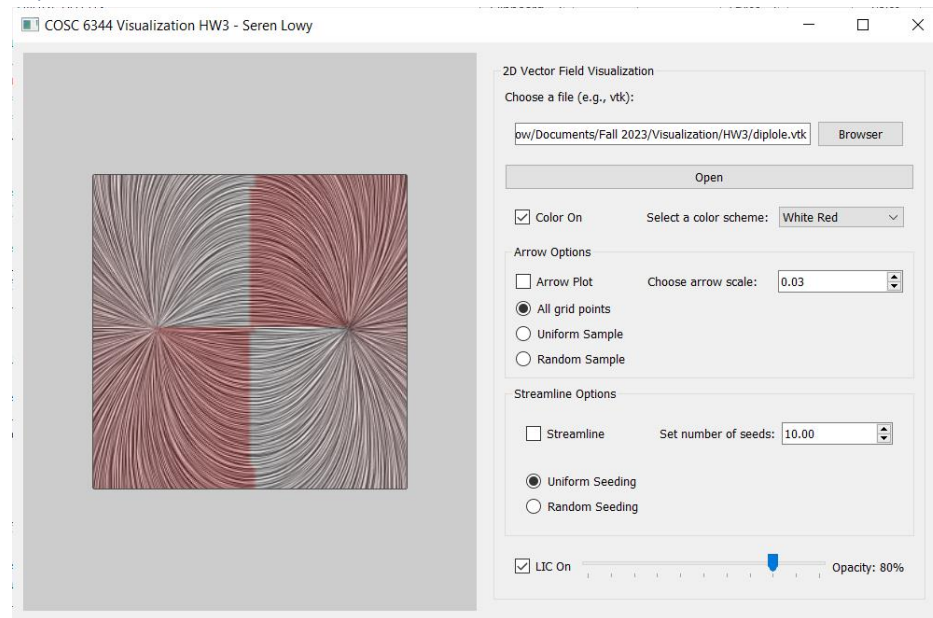 COSC 6344 Visualization HW3 - Seren Lowy
2D Vector Field Visualization
Choose a file (e.g., vtk):
ow/Documents/Fall 2023/Visualization/HW3/diplole.vtk Browser
Open
Color On Select a color scheme: White Red
Arrow Options
Arrow Plot Choose arrow scale: 0.03
All grid points
Uniform Sample
Random Sample
Streamline Options
Streamline Set number of seeds: 10.00
Uniform Seeding
Random Seeding
LIC On Opacity: 80%